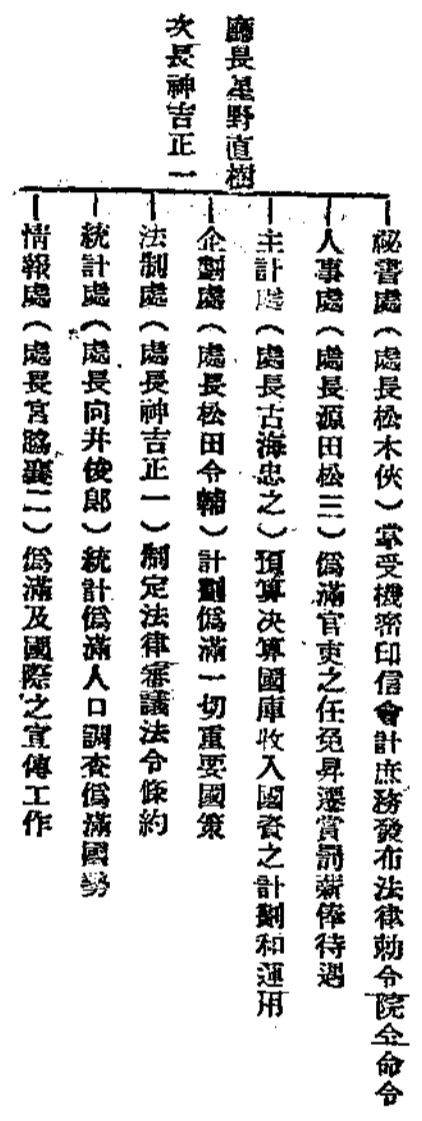 廳長星野直樹
次長神吉正一
祕書處（處長松木俠）掌受機密印信會計庶務發布法律勅令院令命令
人事處（處長源田松三）僞滿官吏之任免昇遷賞罰薪俸待遇
主計處（處長古海忠之）預算決算國庫收入國資之計劃和運用
企劃處（處長松田令輔）計劃僞滿一切重要國策
法制處（處長神吉正一）制定法律審議法令條約
統計處（處長向井俊郎）統計僞滿人口調查僞滿國勢
情報處（處長宮脇襄二）僞滿及國際之宣傳工作